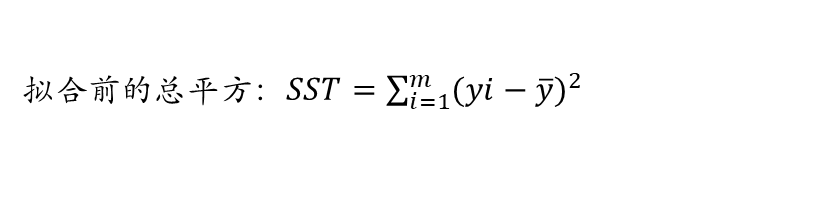 拟合前的总平方：SST = ∑_{i=1}^{m}(yi − ȳ)²